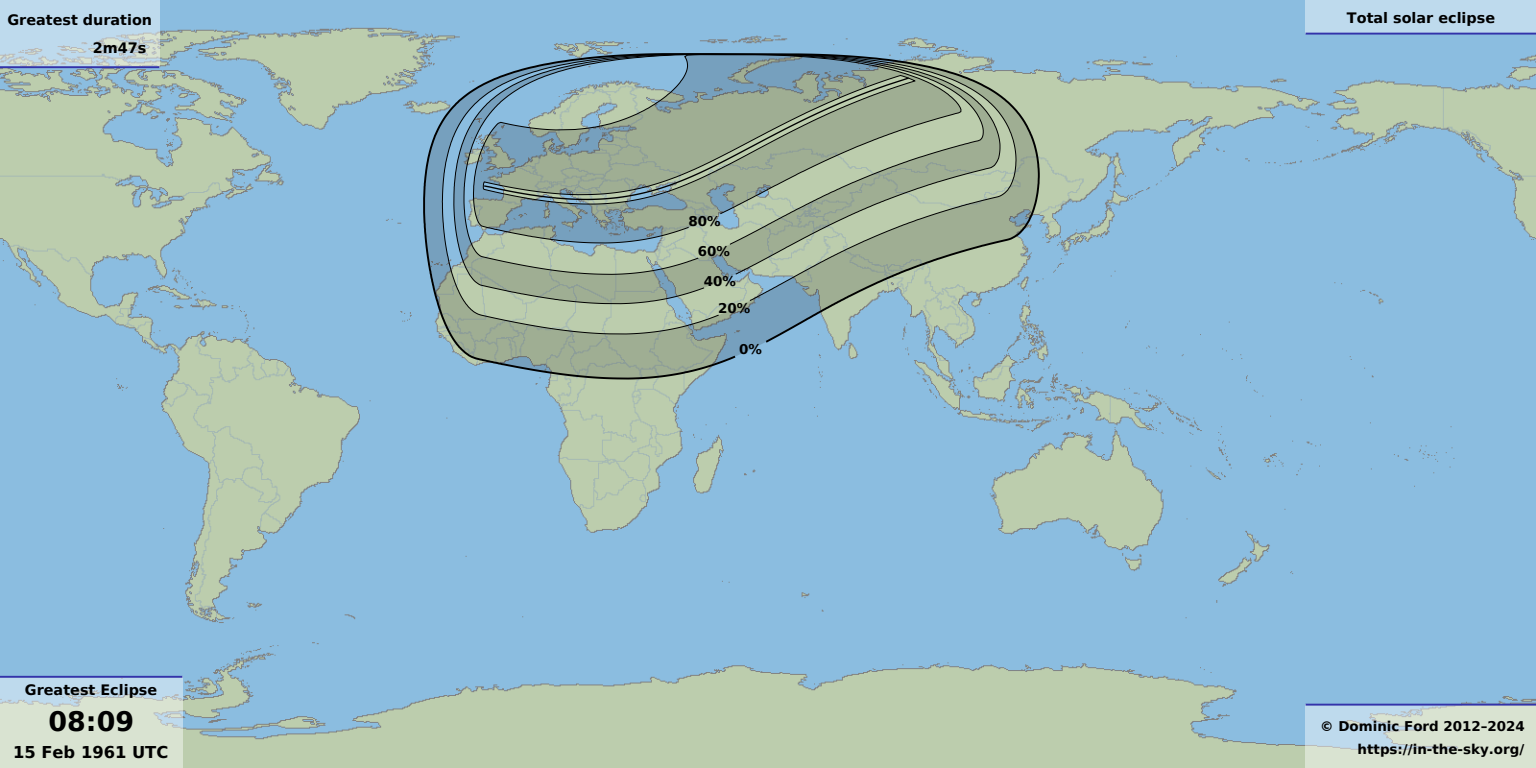 Greatest duration
2m47s
Total solar eclipse
80%
60%
40%
20%
0%
Greatest Eclipse
08:09
15 Feb 1961 UTC
© Dominic Ford 2012–2024
https://in-the-sky.org/